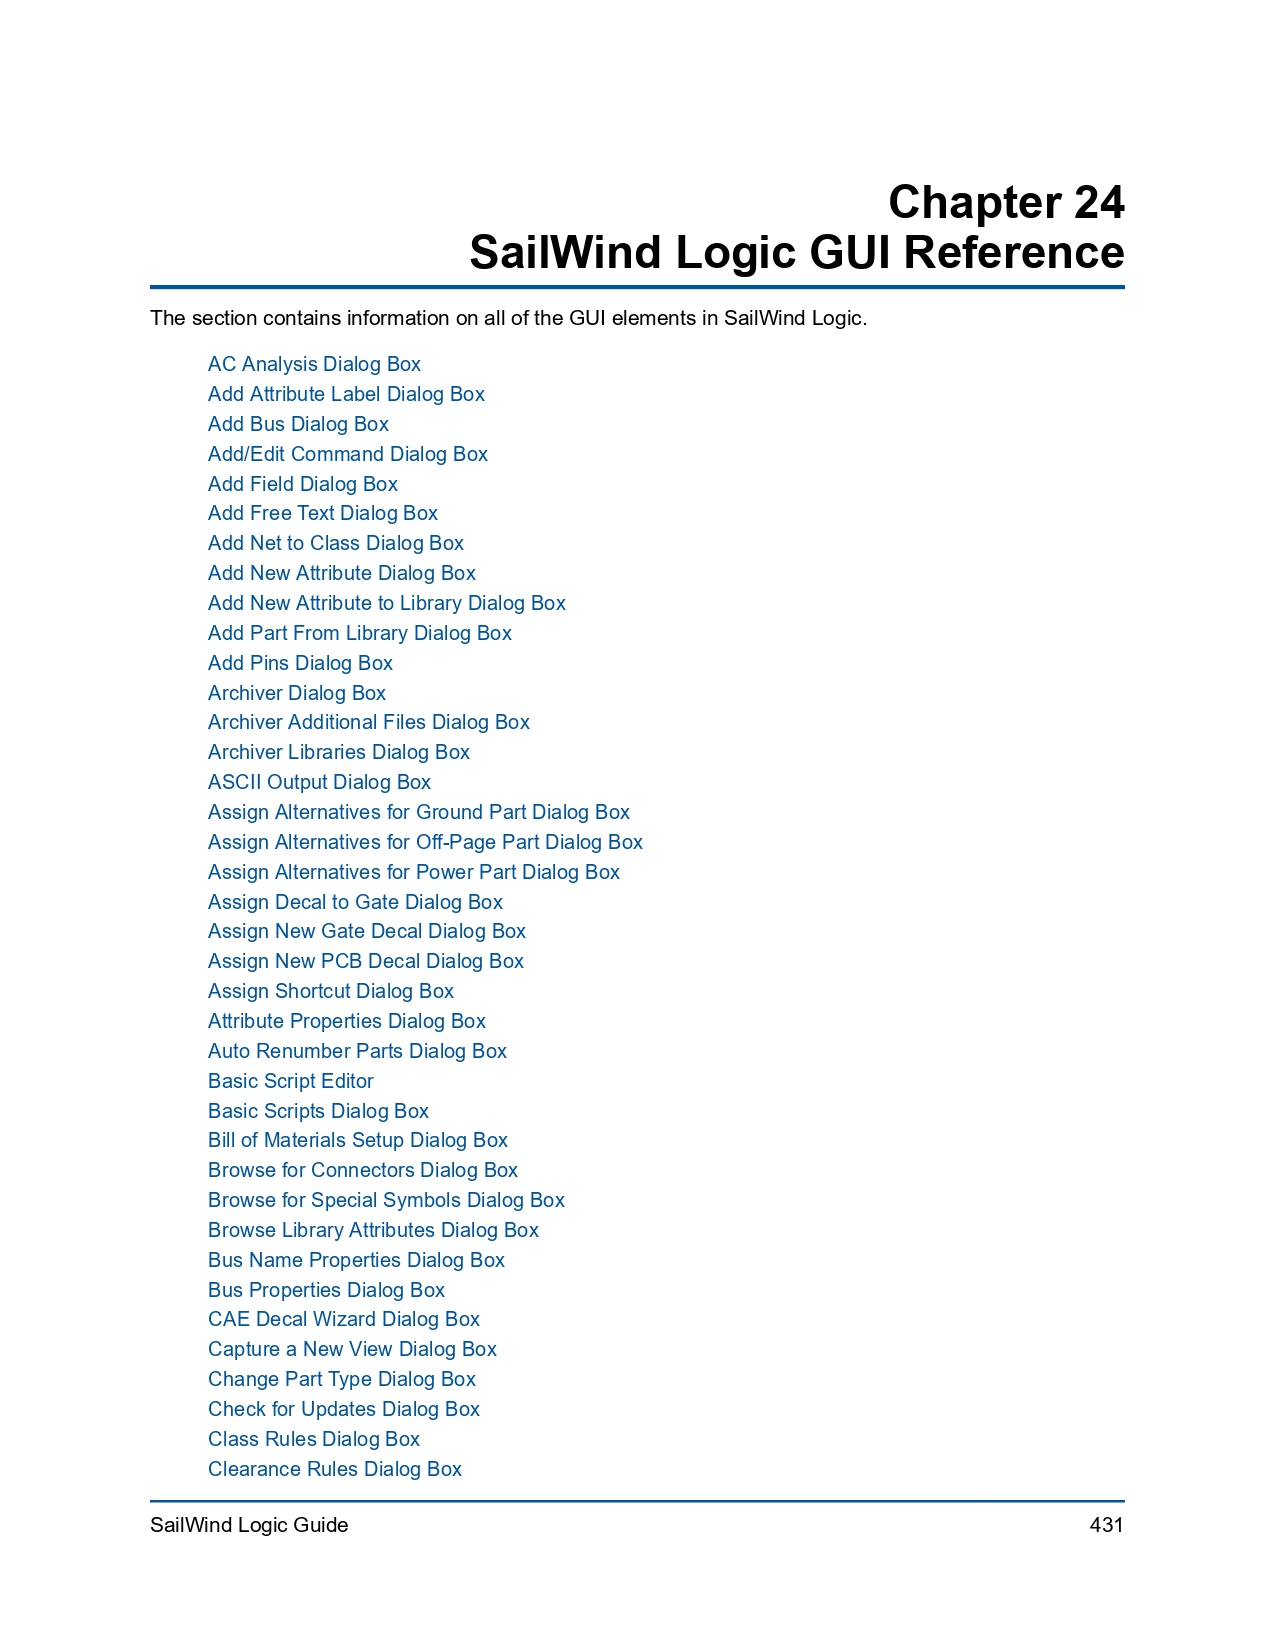 Chapter 24
SailWind Logic GUI Reference
The section contains information on all of the GUI elements in SailWind Logic.
AC Analysis Dialog Box
Add Attribute Label Dialog Box
Add Bus Dialog Box
Add/Edit Command Dialog Box
Add Field Dialog Box
Add Free Text Dialog Box
Add Net to Class Dialog Box
Add New Attribute Dialog Box
Add New Attribute to Library Dialog Box
Add Part From Library Dialog Box
Add Pins Dialog Box
Archiver Dialog Box
Archiver Additional Files Dialog Box
Archiver Libraries Dialog Box
ASCII Output Dialog Box
Assign Alternatives for Ground Part Dialog Box
Assign Alternatives for Off-Page Part Dialog Box
Assign Alternatives for Power Part Dialog Box
Assign Decal to Gate Dialog Box
Assign New Gate Decal Dialog Box
Assign New PCB Decal Dialog Box
Assign Shortcut Dialog Box
Attribute Properties Dialog Box
Auto Renumber Parts Dialog Box
Basic Script Editor
Basic Scripts Dialog Box
Bill of Materials Setup Dialog Box
Browse for Connectors Dialog Box
Browse for Special Symbols Dialog Box
Browse Library Attributes Dialog Box
Bus Name Properties Dialog Box
Bus Properties Dialog Box
CAE Decal Wizard Dialog Box
Capture a New View Dialog Box
Change Part Type Dialog Box
Check for Updates Dialog Box
Class Rules Dialog Box
Clearance Rules Dialog Box
SailWind Logic Guide
431